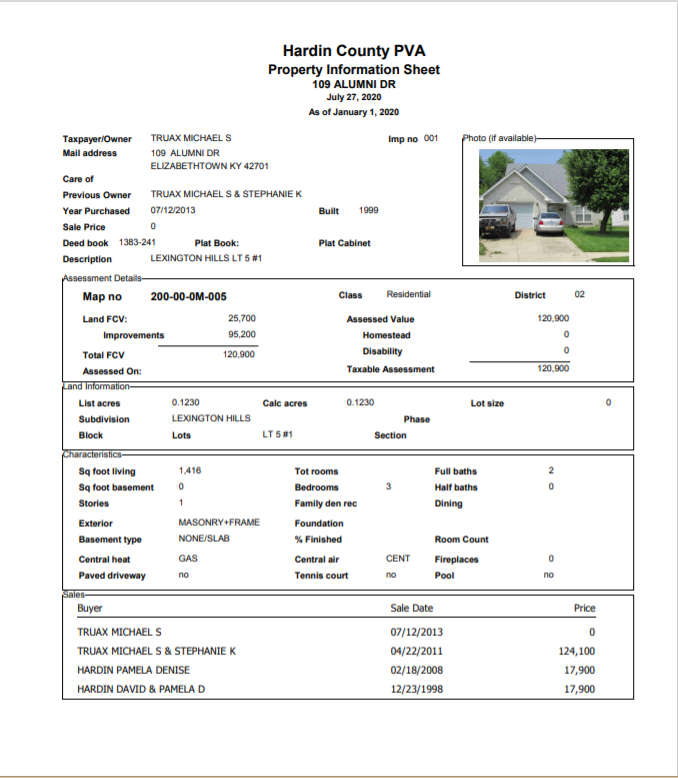 Hardin County PVA
Property Information Sheet
109 ALUMNI DR
July 27, 2020
As of January 1, 2020
Taxpayer/Owner TRUAX MICHAEL S Imp no 001 Photo (if available)
Mail address 109 ALUMNI DR
ELIZABETHTOWN KY 42701
Care of
Previous Owner TRUAX MICHAEL S & STEPHANIE K
Year Purchased 07/12/2013 Built 1999
Sale Price 0
Deed book 1383-241 Plat Book: Plat Cabinet
Description LEXINGTON HILLS LT 5 #1
Assessment Details
Map no 200-00-0M-005 Class Residential District 02
Land FCV: 25,700 Assessed Value 120,900
Improvements 95,200 Homestead 0
Total FCV 120,900 Disability 0
Assessed On: Taxable Assessment 120,900
Land Information
List acres 0.1230 Calc acres 0.1230 Lot size 0
Subdivision LEXINGTON HILLS Phase
Block Lots LT 5 #1 Section
Characteristics
Sq foot living 1,416 Tot rooms Full baths 2
Sq foot basement 0 Bedrooms 3 Half baths 0
Stories 1 Family den rec Dining
Exterior MASONRY+FRAME Foundation
Basement type NONE/SLAB % Finished Room Count
Central heat GAS Central air CENT Fireplaces 0
Paved driveway no Tennis court no Pool no
Sales
Buyer Sale Date Price
TRUAX MICHAEL S 07/12/2013 0
TRUAX MICHAEL S & STEPHANIE K 04/22/2011 124,100
HARDIN PAMELA DENISE 02/18/2008 17,900
HARDIN DAVID & PAMELA D 12/23/1998 17,900